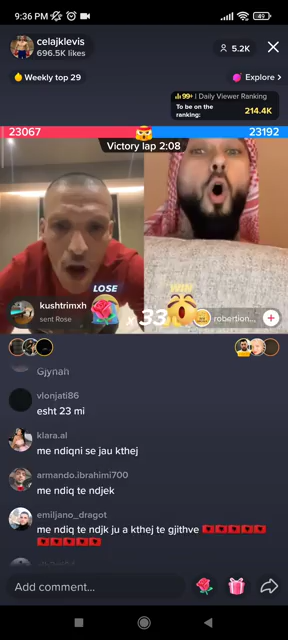 9:36 PM
49
celajklevis
696.5K likes
5.2K
Weekly top 29
Explore >
99+ | Daily Viewer Ranking
To be on the
ranking:
214.4K
23067
23192
Victory lap 2:08
LOSE
WIN
kushtrimxh
sent Rose
x 33
robertion...
Gjynah
vlonjati86
esht 23 mi
klara.al
me ndiqni se jau kthej
armando.ibrahimi700
me ndiq te ndjek
emiljano_dragot
me ndiq te ndjk ju a kthej te gjithve
Add comment...